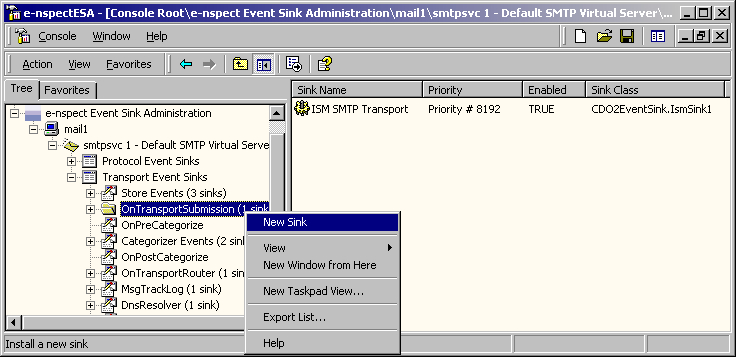 e-nspectESA - [Console Root\e-nspect Event Sink Administration\mail1\smtpsvc 1 - Default SMTP Virtual Server\...
Console Window Help
Action View Favorites
Tree Favorites
Sink Name Priority Enabled Sink Class
e-nspect Event Sink Administration
ISM SMTP Transport Priority # 8192 TRUE CDO2EventSink.IsmSink1
mail1
smtpsvc 1 - Default SMTP Virtual Serve
Protocol Event Sinks
Transport Event Sinks
Store Events (3 sinks)
OnTransportSubmission (1 sink
OnPreCategorize
Categorizer Events (2 sin
OnPostCategorize
OnTransportRouter (1 sink
MsgTrackLog (1 sink)
DnsResolver (1 sink)
New Sink
View
New Window from Here
New Taskpad View...
Export List...
Help
Install a new sink